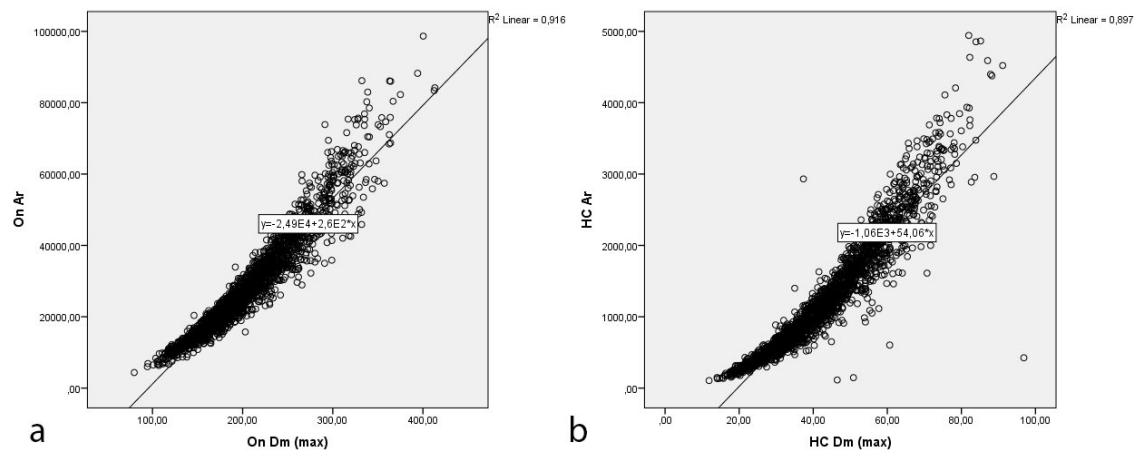 R² Linear = 0,916
100000,00
80000,00
60000,00
40000,00
20000,00
,00
On Ar
y=-2,49E4+2,6E2*x
100,00 200,00 300,00 400,00
On Dm (max)
a
R² Linear = 0,897
5000,00
4000,00
3000,00
2000,00
1000,00
,00
HC Ar
y=-1,06E3+54,06*x
,00 20,00 40,00 60,00 80,00 100,00
HC Dm (max)
b